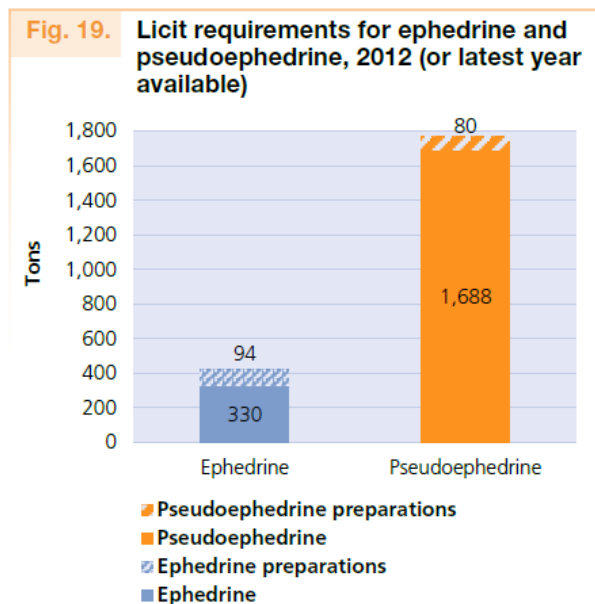 Fig. 19.
Licit requirements for ephedrine and
pseudoephedrine, 2012 (or latest year
available)
1,800
1,600
1,400
1,200
1,000
800
600
400
200
0
Tons
80
1,688
94
330
Ephedrine
Pseudoephedrine
Pseudoephedrine preparations
Pseudoephedrine
Ephedrine preparations
Ephedrine